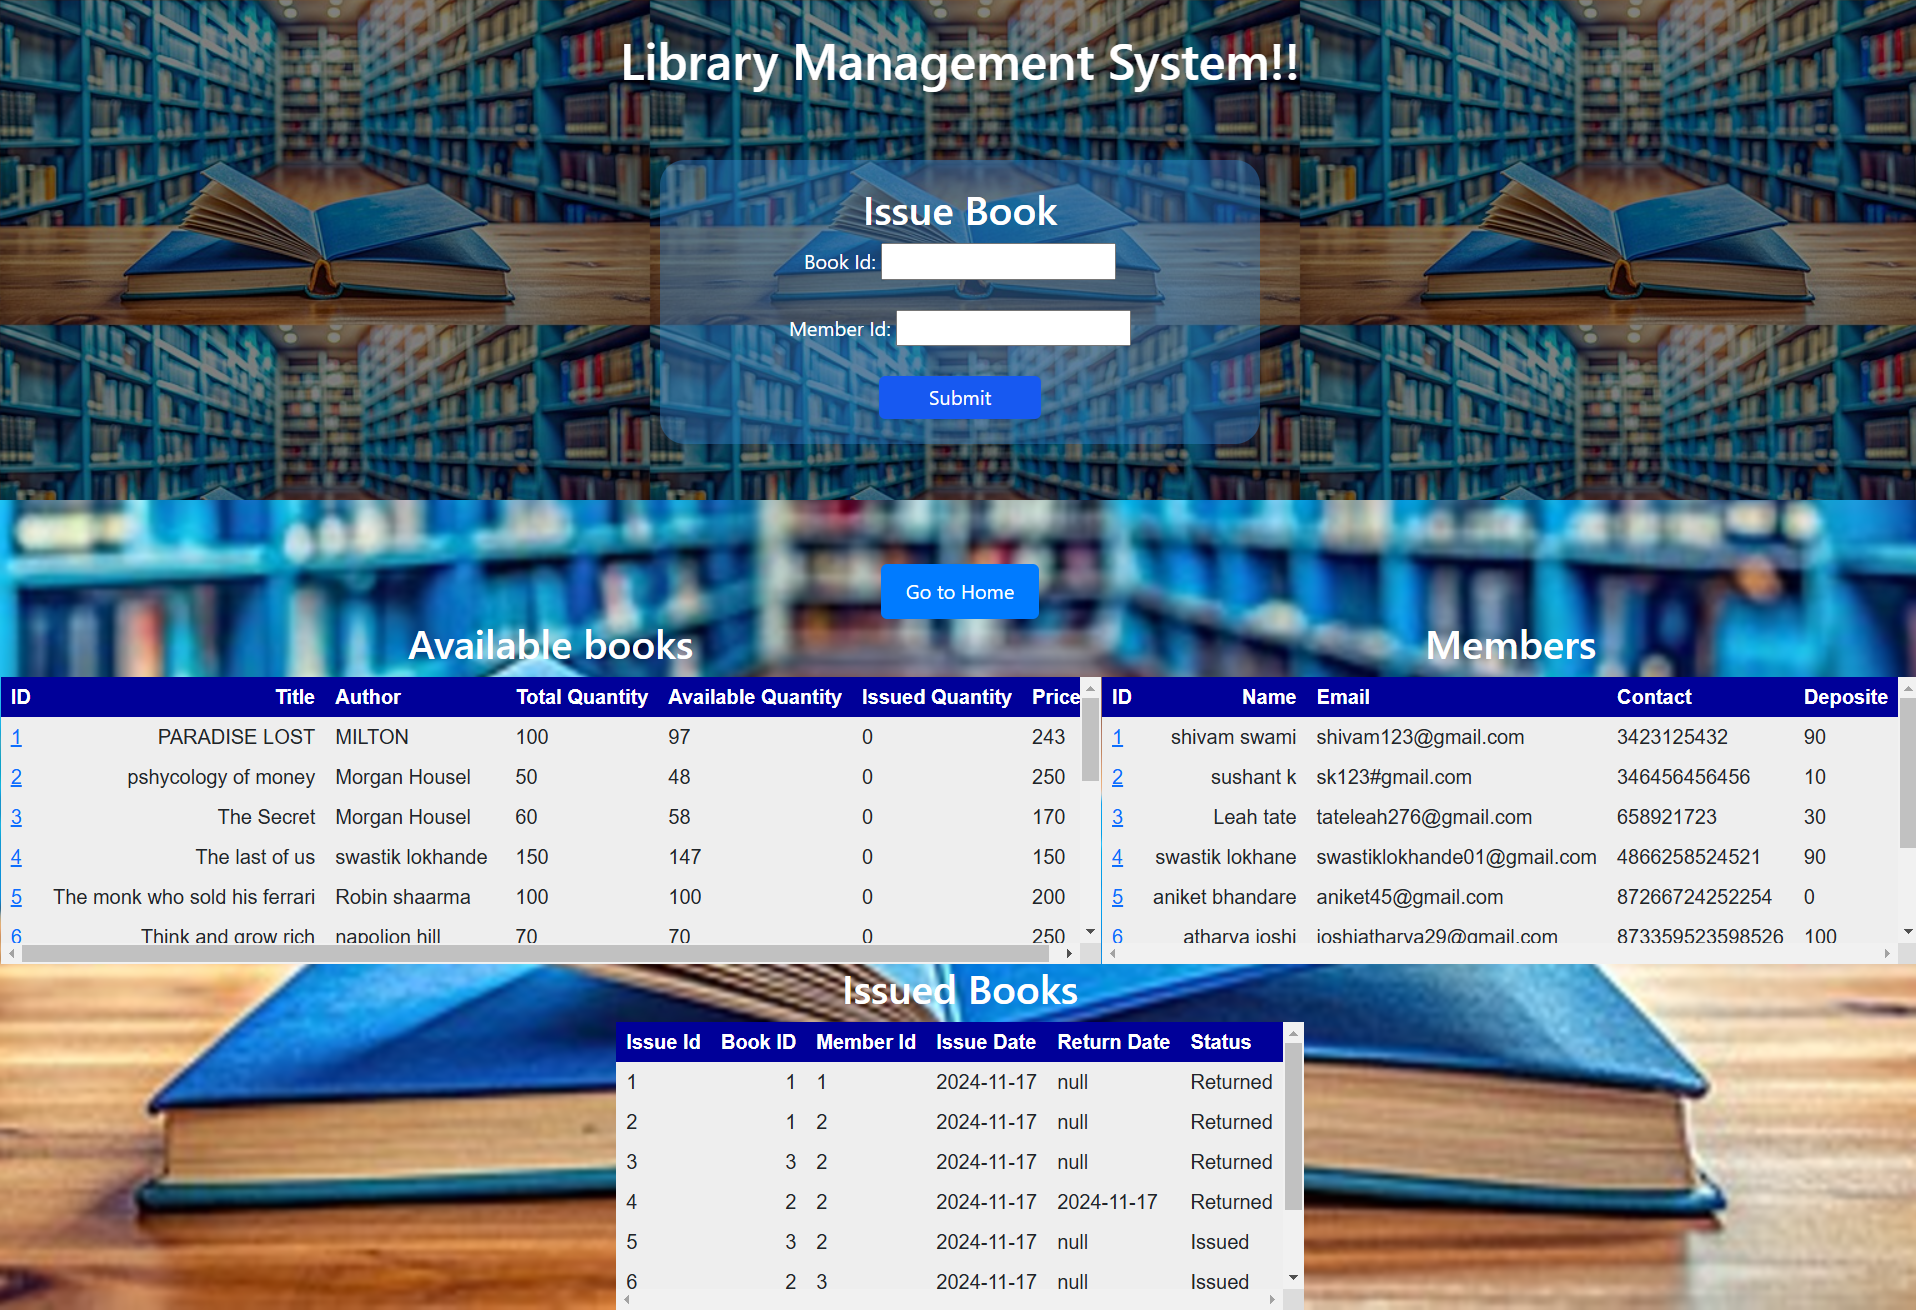 Library Management System!!
Issue Book
Book Id:
Member Id:
Submit
Go to Home
Available books
ID Title Author Total Quantity Available Quantity Issued Quantity Price
1 PARADISE LOST MILTON 100 97 0 243
2 pshycology of money Morgan Housel 50 48 0 250
3 The Secret Morgan Housel 60 58 0 170
4 The last of us swastik lokhande 150 147 0 150
5 The monk who sold his ferrari Robin shaarma 100 100 0 200
6 Think and grow rich napolion hill 70 70 0 250
Members
ID Name Email Contact Deposite
1 shivam swami shivam123@gmail.com 3423125432 90
2 sushant k sk123#gmail.com 346456456456 10
3 Leah tate tateleah276@gmail.com 658921723 30
4 swastik lokhane swastiklokhande01@gmail.com 4866258524521 90
5 aniket bhandare aniket45@gmail.com 87266724252254 0
6 atharva joshi joshiatharva29@gmail.com 873359523598526 100
Issued Books
Issue Id Book ID Member Id Issue Date Return Date Status
1 1 1 2024-11-17 null Returned
2 1 2 2024-11-17 null Returned
3 3 2 2024-11-17 null Returned
4 2 2 2024-11-17 2024-11-17 Returned
5 3 2 2024-11-17 null Issued
6 2 3 2024-11-17 null Issued